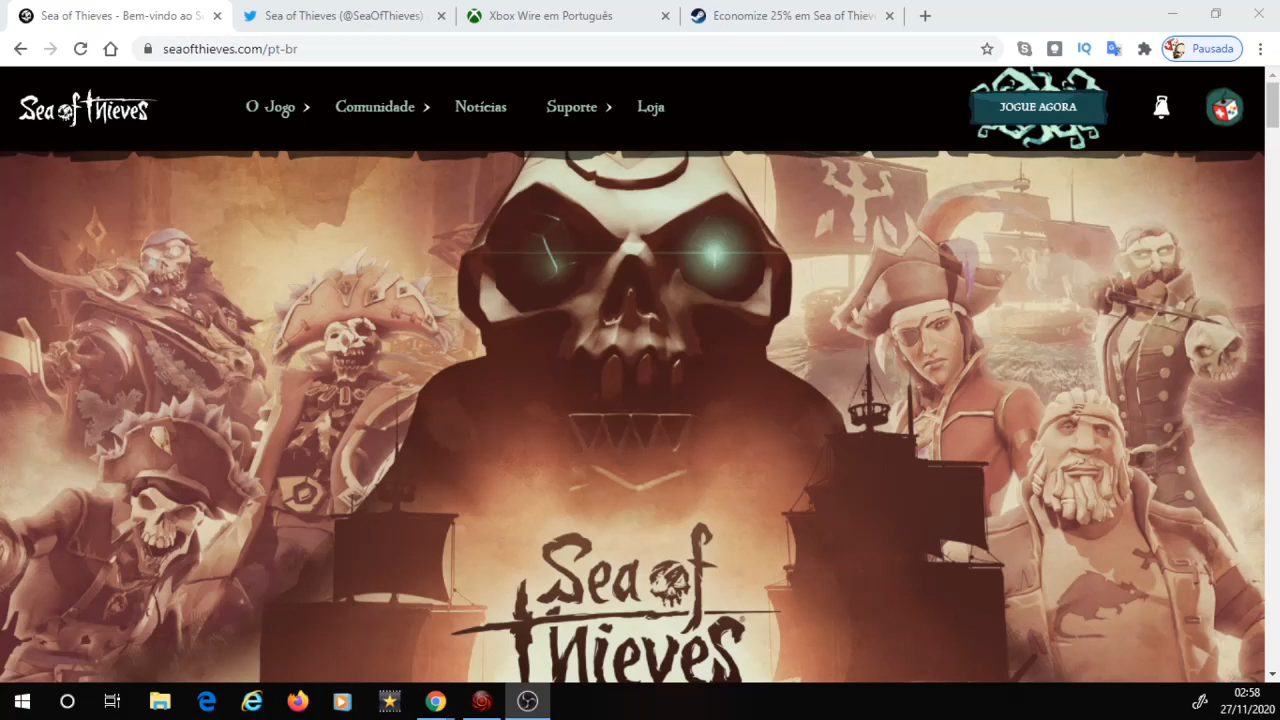 Sea of Thieves - Bem-vindo ao S
Sea of Thieves (@SeaOfThieves)
Xbox Wire em Português
Economize 25% em Sea of Thiev
seaofthieves.com/pt-br
IQ
Pausada
Sea of Thieves
O Jogo
Comunidade
Notícias
Suporte
Loja
JOGUE AGORA
Sea of
Thieves
02:58
27/11/2020